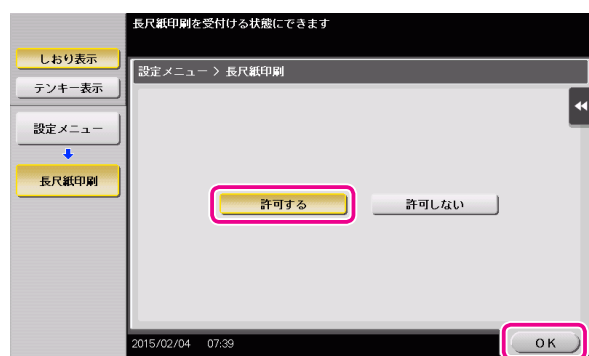 長尺紙印刷を受付ける状態にできます
しおり表示
テンキー表示
設定メニュー
長尺紙印刷
設定メニュー > 長尺紙印刷
許可する
許可しない
2015/02/04 07:39
OK